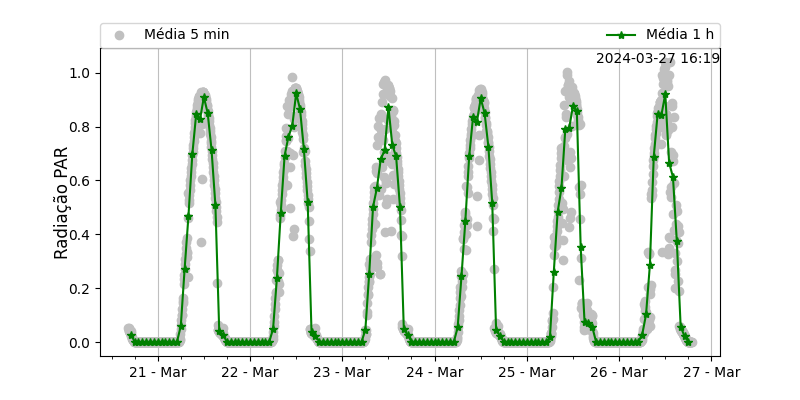 Média 5 min
Média 1 h
2024-03-27 16:19
Radiação PAR
1.0
0.8
0.6
0.4
0.2
0.0
21 - Mar
22 - Mar
23 - Mar
24 - Mar
25 - Mar
26 - Mar
27 - Mar